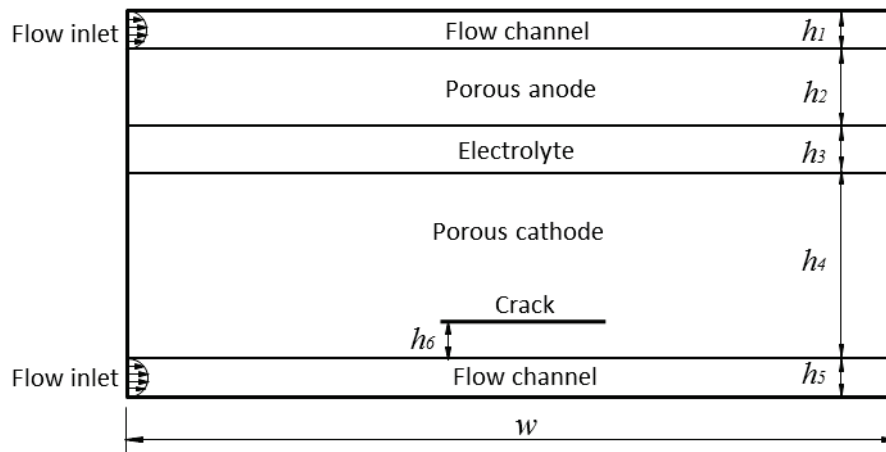 Flow inlet
Flow channel
h1
Porous anode
h2
Electrolyte
h3
Porous cathode
h4
Crack
h6
Flow inlet
Flow channel
h5
w